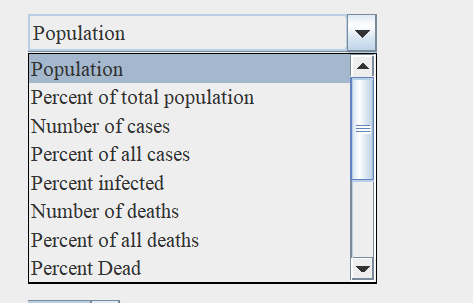 Population
Population
Percent of total population
Number of cases
Percent of all cases
Percent infected
Number of deaths
Percent of all deaths
Percent Dead